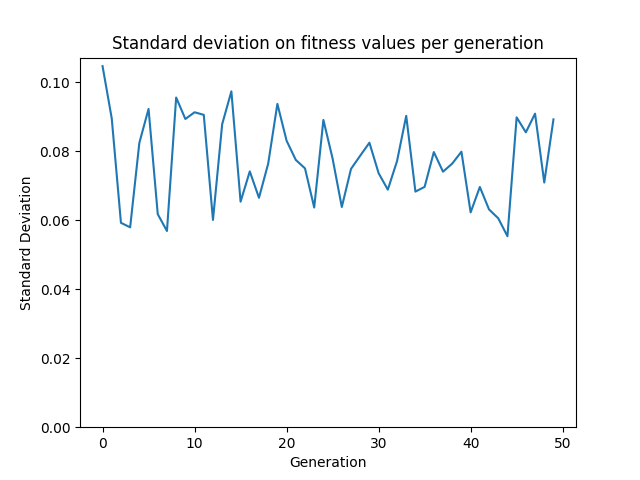 Standard deviation on fitness values per generation
0.10
0.08
0.06
0.04
0.02
0.00
Standard Deviation
0 10 20 30 40 50
Generation